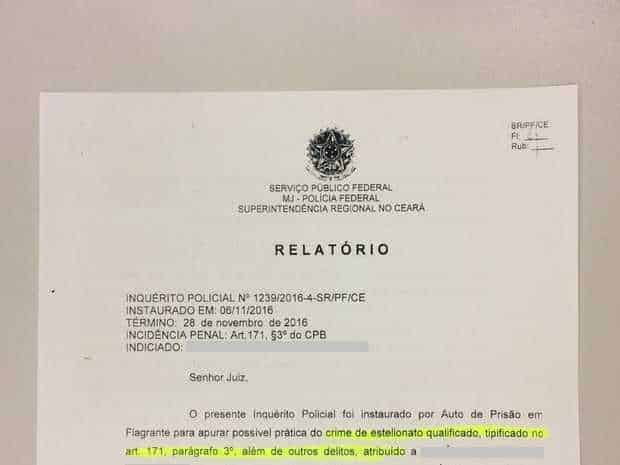 SR/PF/CE
Fl:
Rub:
SERVIÇO PÚBLICO FEDERAL
MJ - POLÍCIA FEDERAL
SUPERINTENDÊNCIA REGIONAL NO CEARÁ
RELATÓRIO
INQUÉRITO POLICIAL Nº 1239/2016-4-SR/PF/CE
INSTAURADO EM: 06/11/2016
TÉRMINO: 28 de novembro de 2016
INCIDÊNCIA PENAL: Art.171, §3º do CPB
INDICIADO:
Senhor Juiz,
O presente Inquérito Policial foi instaurado por Auto de Prisão em
Flagrante para apurar possível prática do crime de estelionato qualificado, tipificado no
art. 171, parágrafo 3º, além de outros delitos, atribuído a